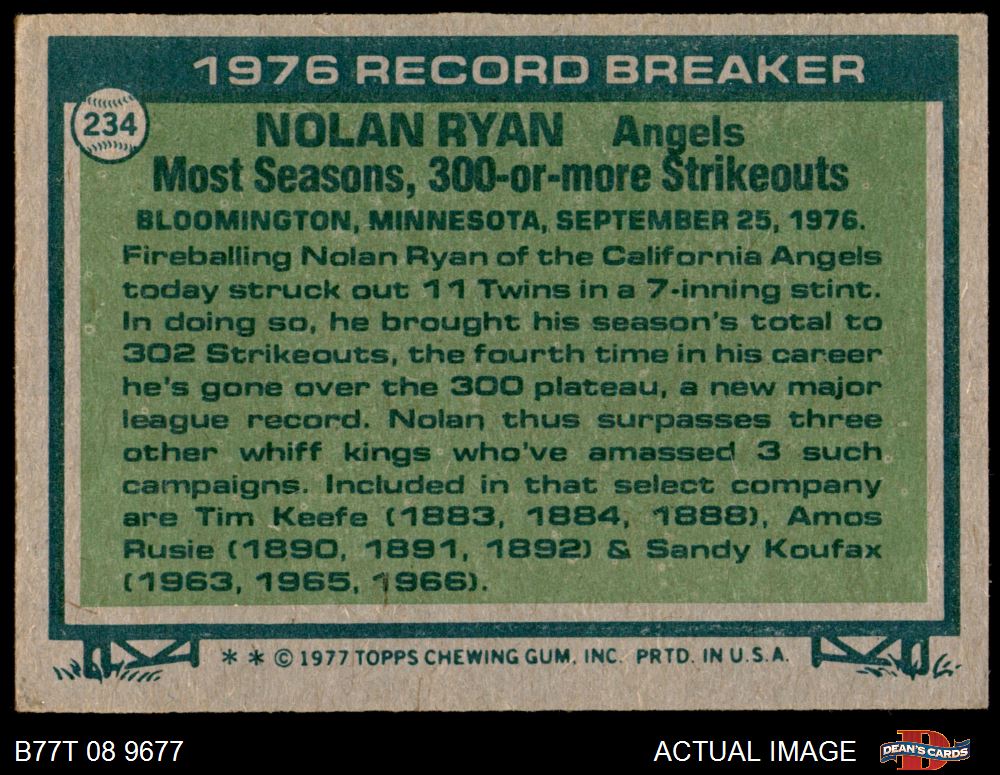 1976 RECORD BREAKER
234
NOLAN RYAN Angels
Most Seasons, 300-or-more Strikeouts
BLOOMINGTON, MINNESOTA, SEPTEMBER 25, 1976.
Fireballing Nolan Ryan of the California Angels
today struck out 11 Twins in a 7-inning stint.
In doing so, he brought his season's total to
302 Strikeouts, the fourth time in his career
he's gone over the 300 plateau, a new major
league record. Nolan thus surpasses three
other whiff kings who've amassed 3 such
campaigns. Included in that select company
are Tim Keefe (1883, 1884, 1888), Amos
Rusie (1890, 1891, 1892) & Sandy Koufax
(1963, 1965, 1966).
* * © 1977 TOPPS CHEWING GUM, INC. PRTD. IN U.S.A.
B77T 08 9677
ACTUAL IMAGE
D
DEAN'S CARDS